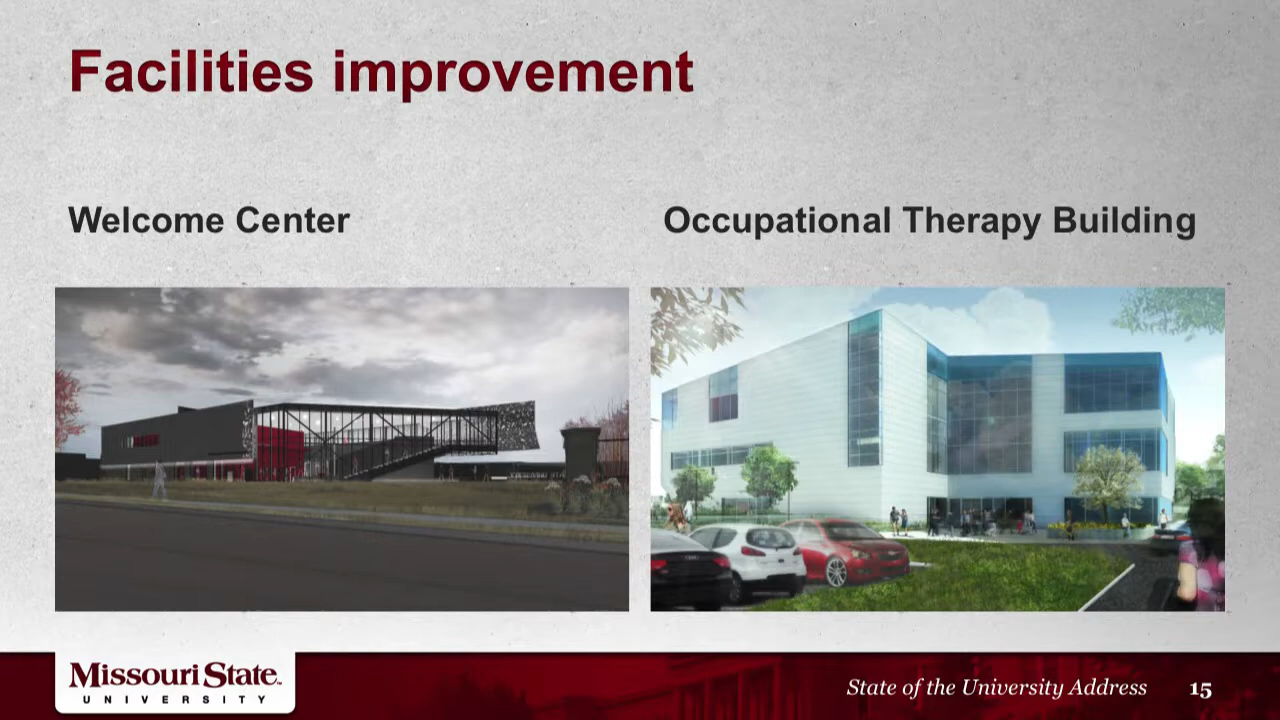 Facilities improvement
Welcome Center
Occupational Therapy Building
Missouri State
UNIVERSITY
State of the University Address
15